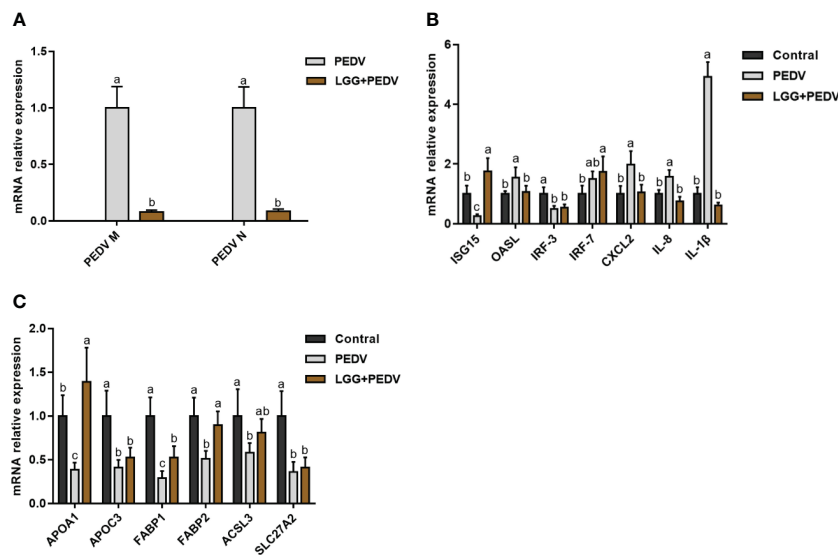 A
mRNA relative expression
1.5
1.0
0.5
0.0
a
b
a
b
PEDV M
PEDV N
PEDV
LGG+PEDV
B
mRNA relative expression
6
4
2
0
b c a
b a b
a b b
b ab a
b a b
b a b
b a b
ISG15
OASL
IRF-3
IRF-7
CXCL2
IL-8
IL-1β
Contral
PEDV
LGG+PEDV
C
mRNA relative expression
2.0
1.5
1.0
0.5
0.0
b c a
a b b
a c b
a b a
a b ab
a b b
APOA1
APOC3
FABP1
FABP2
ACSL3
SLC27A2
Contral
PEDV
LGG+PEDV